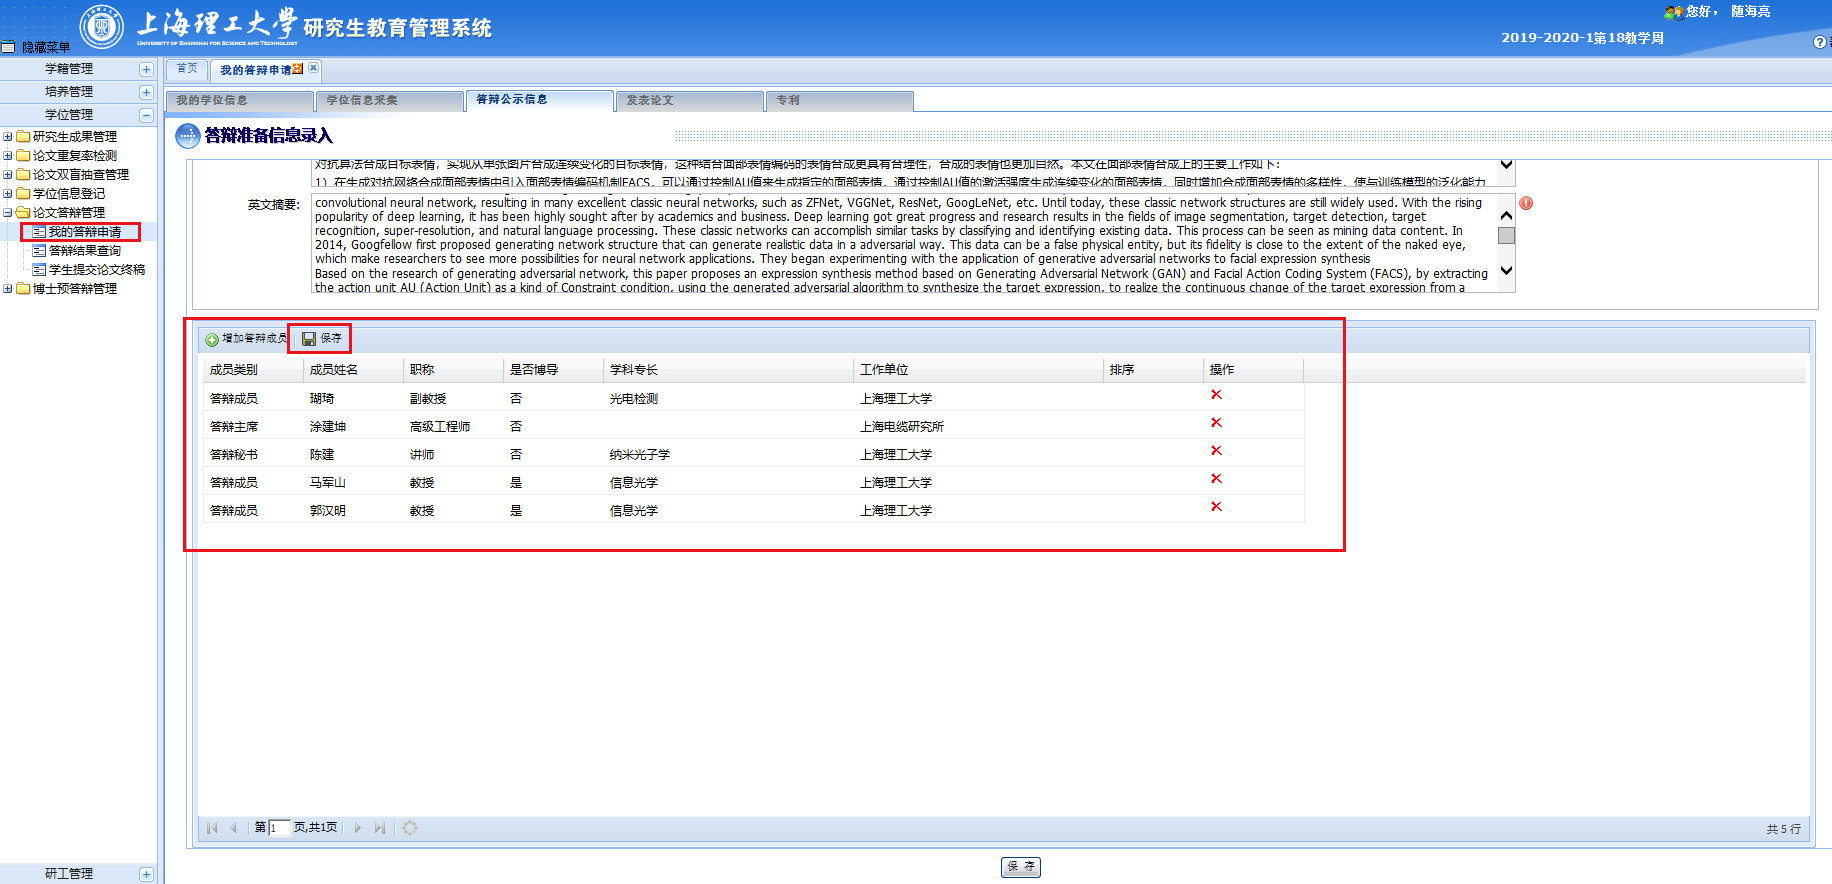 上海理工大学 研究生教育管理系统
UNIVERSITY OF SHANGHAI FOR SCIENCE AND TECHNOLOGY
您好， 随海亮
2019-2020-1第18教学周
隐藏菜单
学籍管理
培养管理
学位管理
研究生成果管理
论文重复率检测
论文双盲抽查管理
学位信息登记
论文答辩管理
我的答辩申请
答辩结果查询
学生提交论文终稿
博士预答辩管理
研工管理
首页 我的答辩申请
我的学位信息 学位信息采集 答辩公示信息 发表论文 专利
答辩准备信息录入
对抗算法合成目标表情，实现从单张图片合成连续变化的目标表情，这种结合面部表情编码的表情合成更具有合理性，合成的表情也更加自然。本文在面部表情合成上的主要工作如下：
1）在生成对抗网络合成面部表情中引入面部表情编码机制FACS，可以通过控制AU值来生成指定的面部表情，通过控制AU值的激活强度生成连续变化的面部表情，同时增加合成面部表情的多样性，使与训练模型的泛化能力
英文摘要:
convolutional neural network, resulting in many excellent classic neural networks, such as ZFNet, VGGNet, ResNet, GoogLeNet, etc. Until today, these classic network structures are still widely used. With the rising
popularity of deep learning, it has been highly sought after by academics and business. Deep learning got great progress and research results in the fields of image segmentation, target detection, target
recognition, super-resolution, and natural language processing. These classic networks can accomplish similar tasks by classifying and identifying existing data. This process can be seen as mining data content. In
2014, Googfellow first proposed generating network structure that can generate realistic data in a adversarial way. This data can be a false physical entity, but its fidelity is close to the extent of the naked eye,
which make researchers to see more possibilities for neural network applications. They began experimenting with the application of generative adversarial networks to facial expression synthesis
Based on the research of generating adversarial network, this paper proposes an expression synthesis method based on Generating Adversarial Network (GAN) and Facial Action Coding System (FACS), by extracting
the action unit AU (Action Unit) as a kind of Constraint condition, using the generated adversarial algorithm to synthesize the target expression, to realize the continuous change of the target expression from a
增加答辩成员 保存
成员类别 成员姓名 职称 是否博导 学科专长 工作单位 排序 操作
答辩成员 瑚琦 副教授 否 光电检测 上海理工大学
答辩主席 涂建坤 高级工程师 否 上海电缆研究所
答辩秘书 陈建 讲师 否 纳米光子学 上海理工大学
答辩成员 马军山 教授 是 信息光学 上海理工大学
答辩成员 郭汉明 教授 是 信息光学 上海理工大学
第 1 页,共1页
共 5 行
保 存